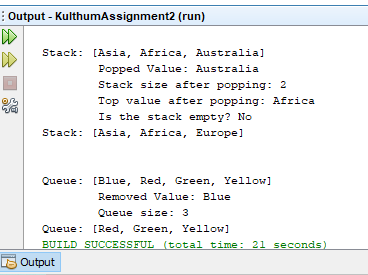 Output - KulthumAssignment2 (run)
Stack: [Asia, Africa, Australia]
Popped Value: Australia
Stack size after popping: 2
Top value after popping: Africa
Is the stack empty? No
Stack: [Asia, Africa, Europe]
Queue: [Blue, Red, Green, Yellow]
Removed Value: Blue
Queue size: 3
Queue: [Red, Green, Yellow]
BUILD SUCCESSFUL (total time: 21 seconds)
Output